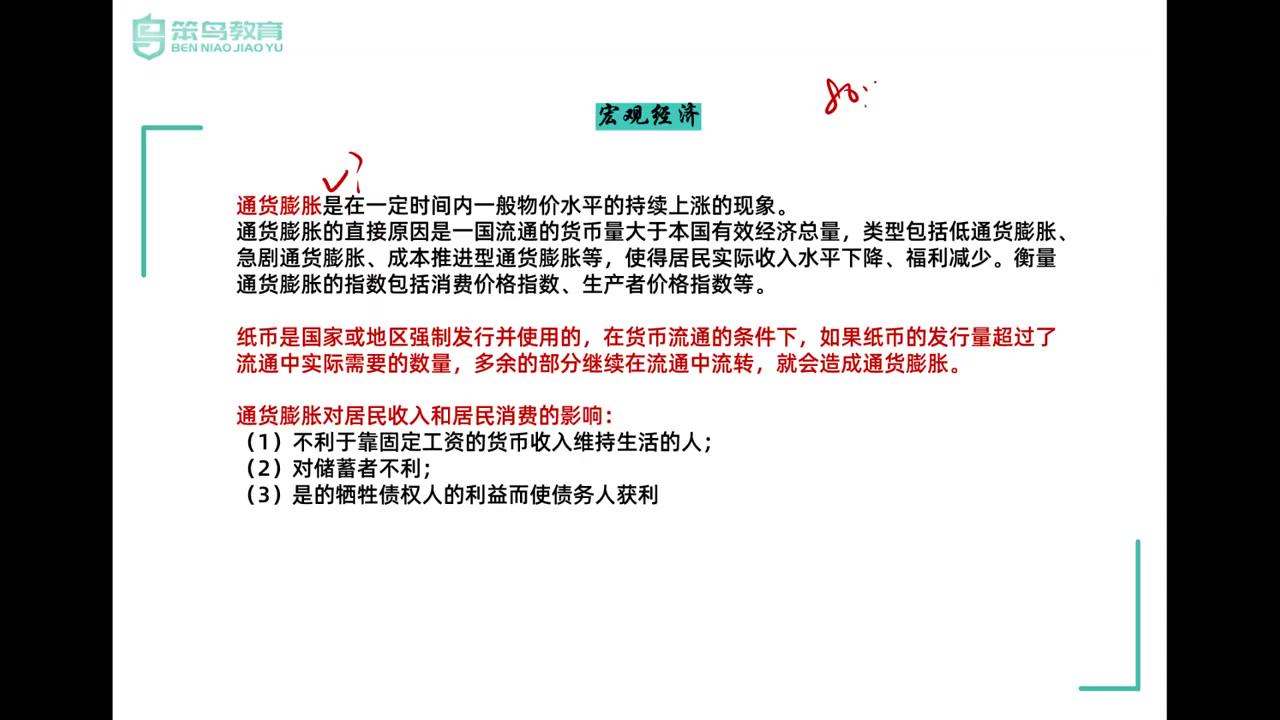 笨鸟教育
BEN NIAO JIAO YU
宏观经济
通货膨胀是在一定时间内一般物价水平的持续上涨的现象。
通货膨胀的直接原因是一国流通的货币量大于本国有效经济总量，类型包括低通货膨胀、
急剧通货膨胀、成本推进型通货膨胀等，使得居民实际收入水平下降、福利减少。衡量
通货膨胀的指数包括消费价格指数、生产者价格指数等。
纸币是国家或地区强制发行并使用的，在货币流通的条件下，如果纸币的发行量超过了
流通中实际需要的数量，多余的部分继续在流通中流转，就会造成通货膨胀。
通货膨胀对居民收入和居民消费的影响：
（1）不利于靠固定工资的货币收入维持生活的人；
（2）对储蓄者不利；
（3）是的牺牲债权人的利益而使债务人获利